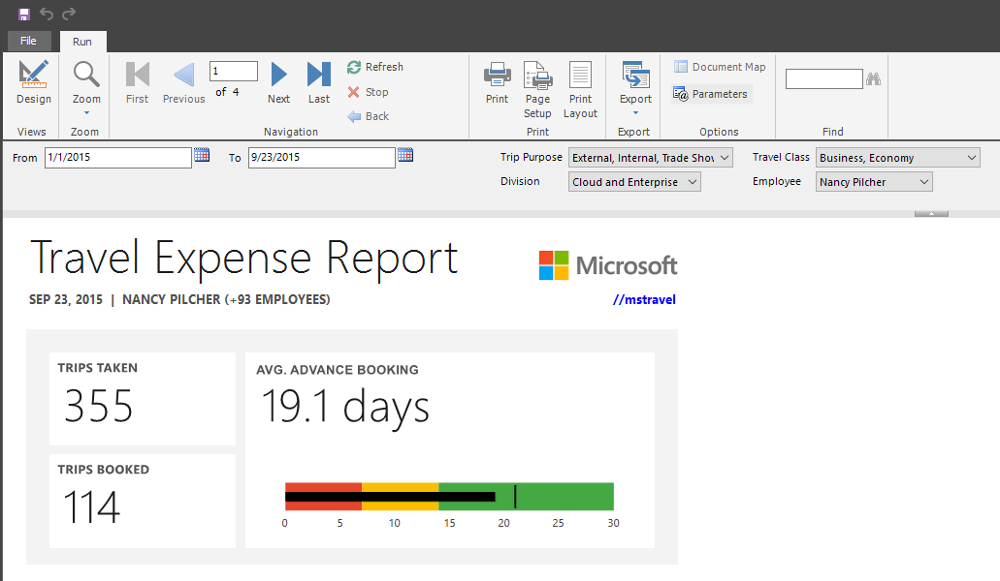 File Run
Design
Views
Zoom
Zoom
First
Previous
1
of 4
Next
Last
Refresh
Stop
Back
Navigation
Print
Page
Setup
Print
Layout
Print
Export
Export
Document Map
Parameters
Options
Find
From 1/1/2015 To 9/23/2015
Trip Purpose External, Internal, Trade Shov
Travel Class Business, Economy
Division Cloud and Enterprise
Employee Nancy Pilcher
Travel Expense Report
Microsoft
SEP 23, 2015 | NANCY PILCHER (+93 EMPLOYEES)
//mstravel
TRIPS TAKEN
355
TRIPS BOOKED
114
AVG. ADVANCE BOOKING
19.1 days
0 5 10 15 20 25 30